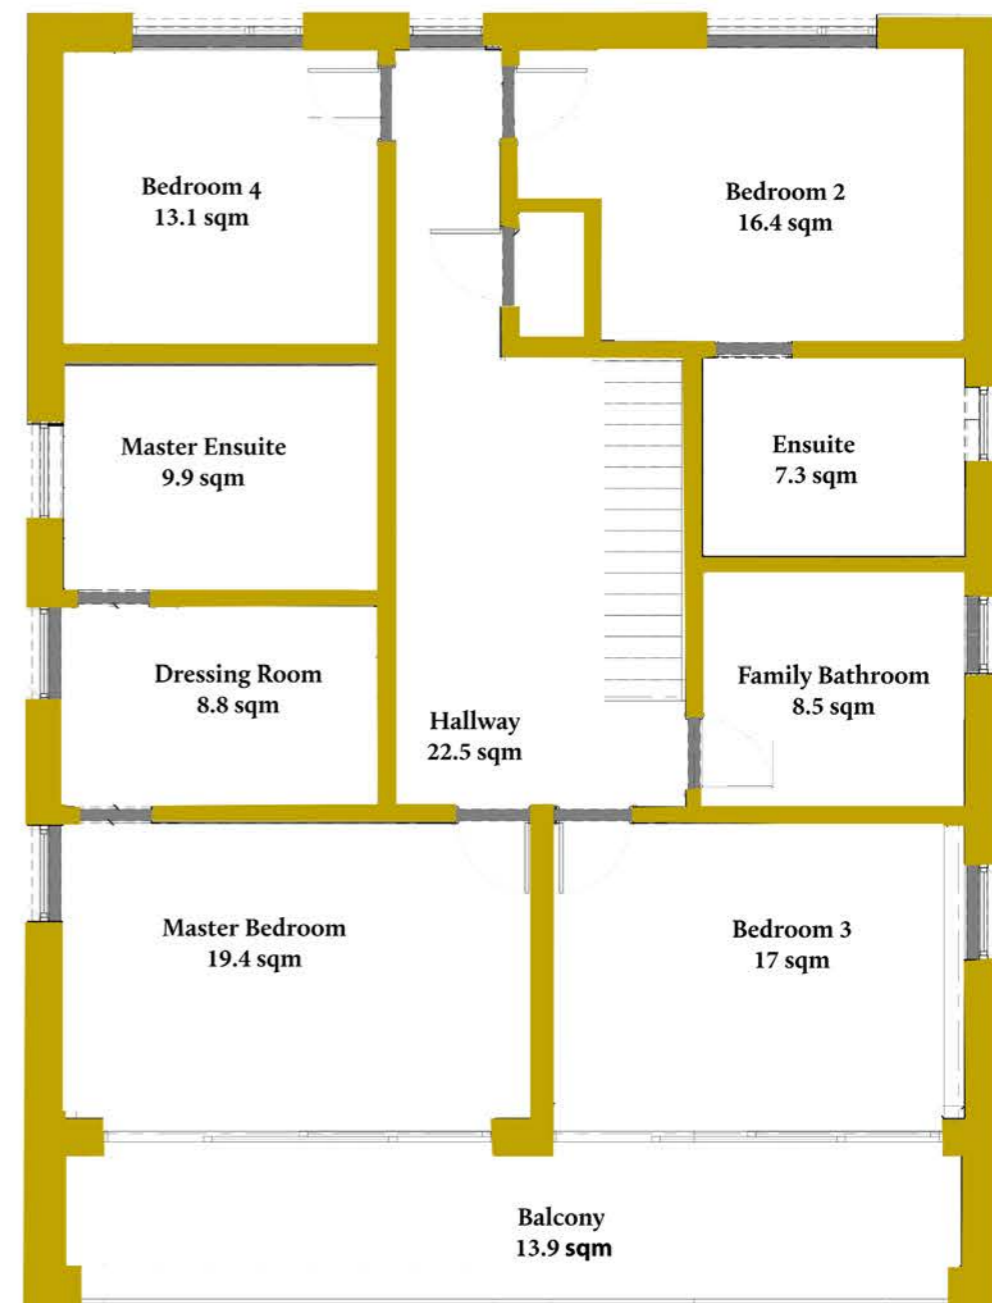 Bedroom 4
13.1 sqm
Bedroom 2
16.4 sqm
Master Ensuite
9.9 sqm
Ensuite
7.3 sqm
Dressing Room
8.8 sqm
Family Bathroom
8.5 sqm
Hallway
22.5 sqm
Master Bedroom
19.4 sqm
Bedroom 3
17 sqm
Balcony
13.9 sqm